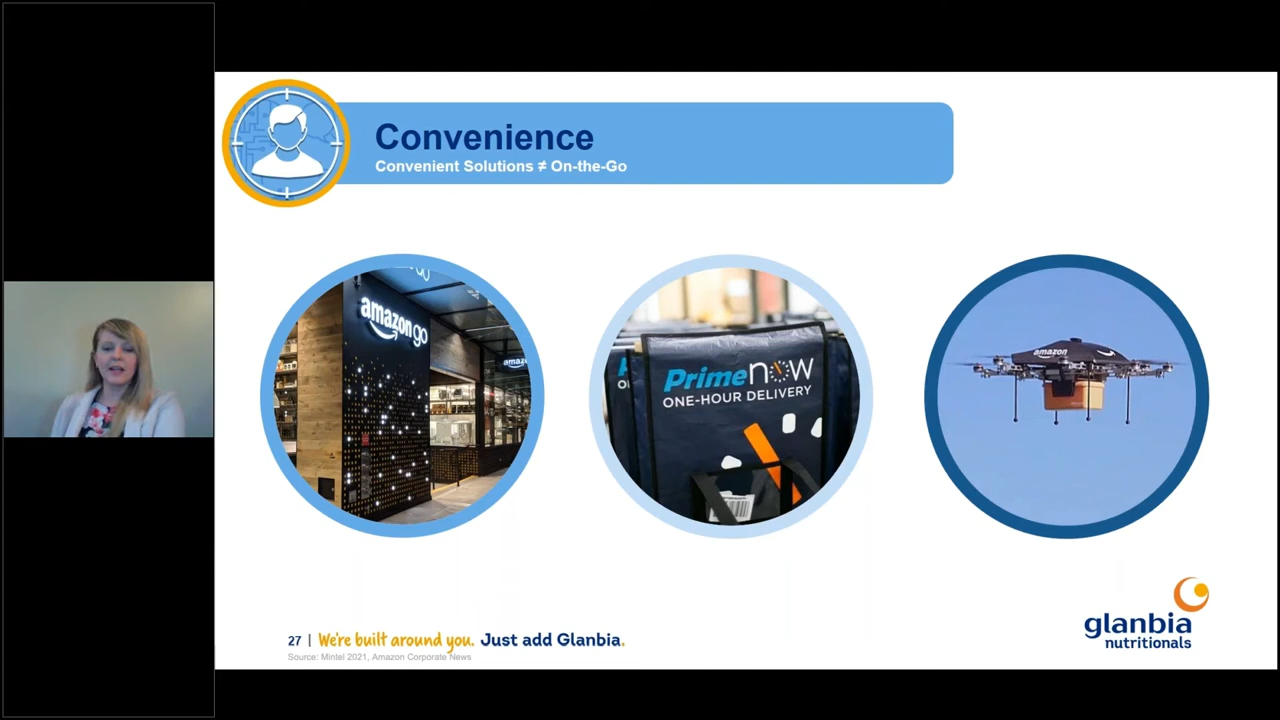 Convenience
Convenient Solutions ≠ On-the-Go
amazon go
amazon
Prime now
ONE-HOUR DELIVERY
amazon
27 | We're built around you. Just add Glanbia.
Source: Mintel 2021, Amazon Corporate News
glanbia
nutritionals